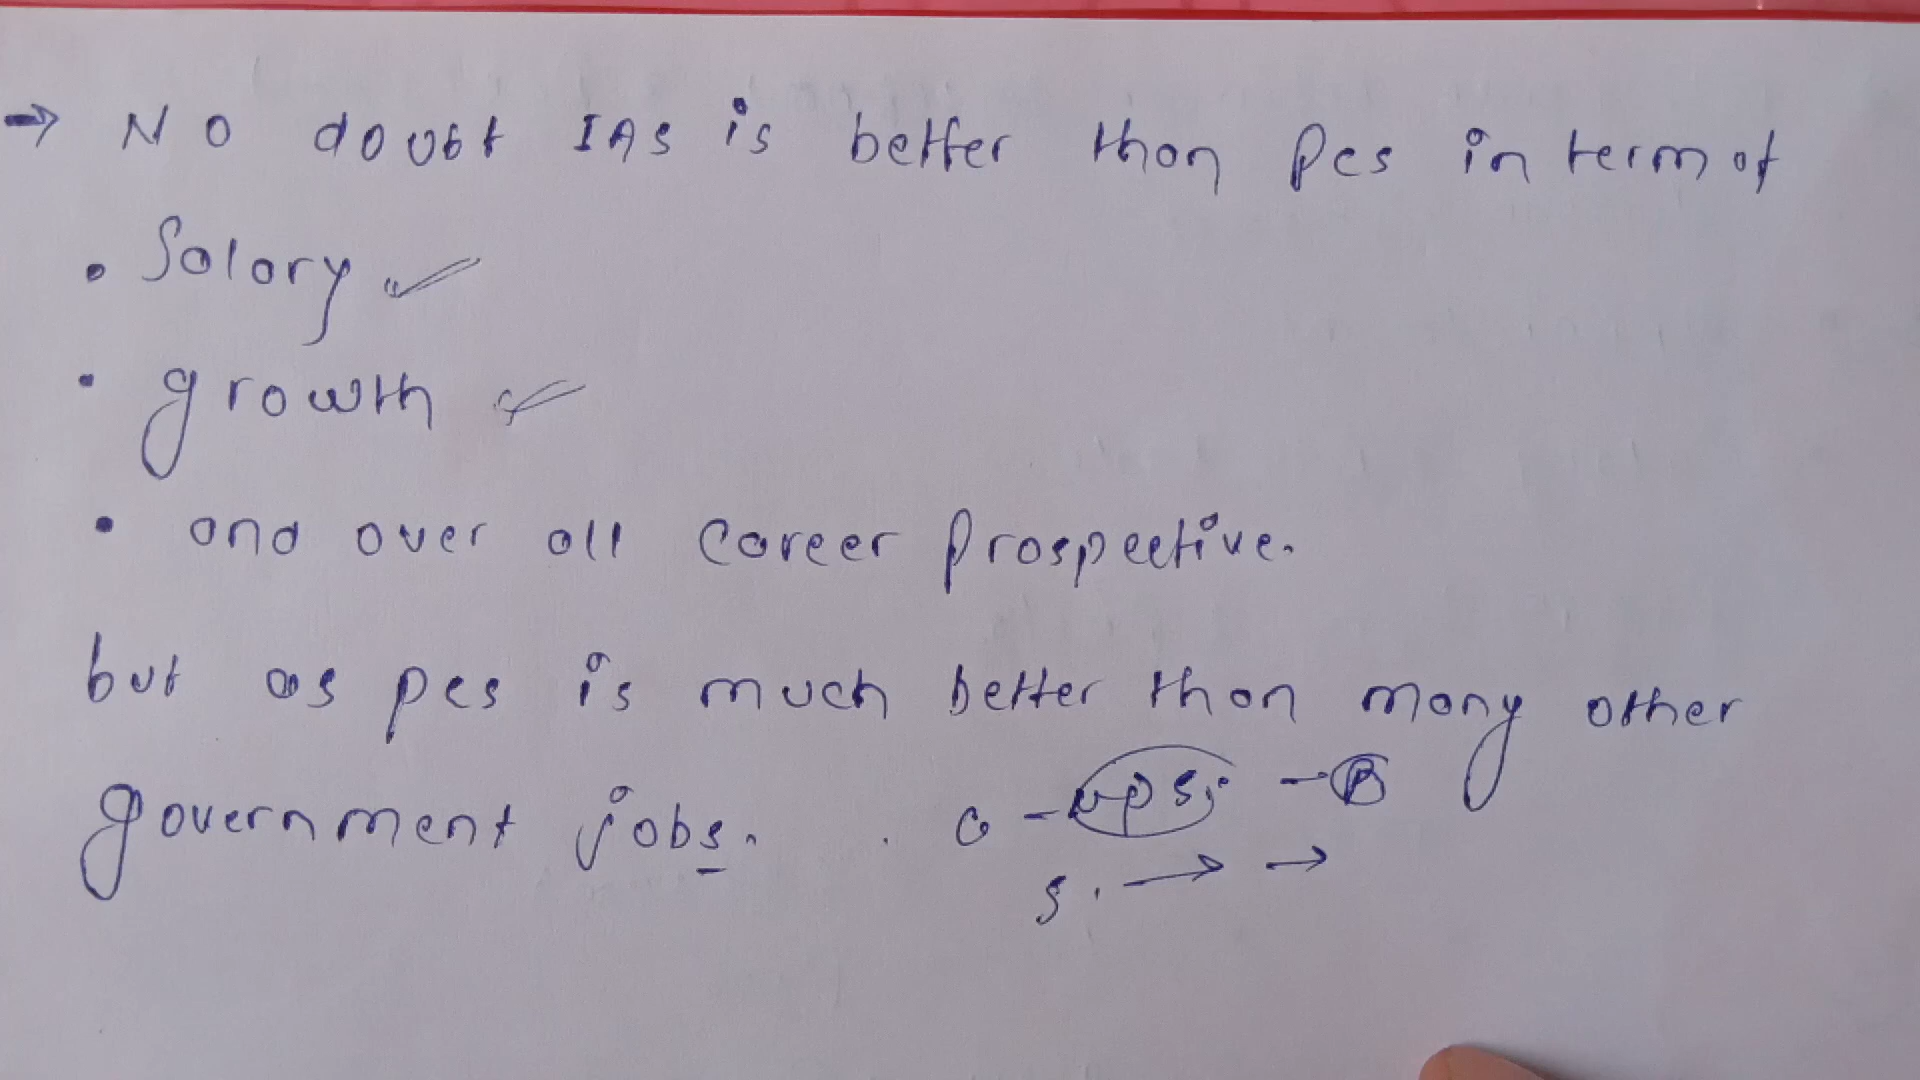 → No doubt IAS is better than Pcs in term of
• Salary ✓
• growth ✓
• and over all career prospective.
but as pcs is much better than many other
government jobs.